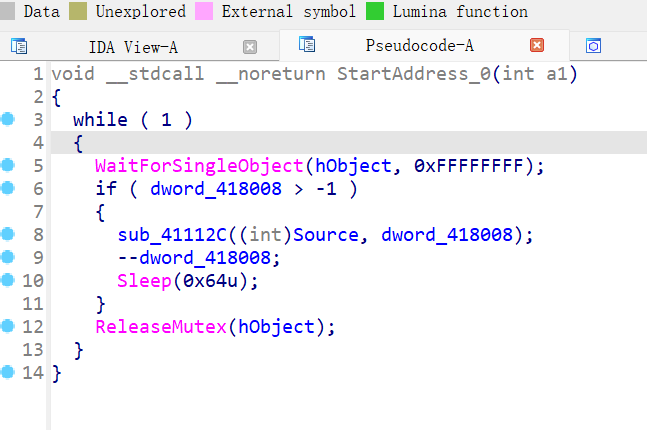 Data Unexplored External symbol Lumina function
IDA View-A Pseudocode-A
1 void __stdcall __noreturn StartAddress_0(int a1)
2 {
3 while ( 1 )
4 {
5 WaitForSingleObject(hObject, 0xFFFFFFFF);
6 if ( dword_418008 > -1 )
7 {
8 sub_41112C((int)Source, dword_418008);
9 --dword_418008;
10 Sleep(0x64u);
11 }
12 ReleaseMutex(hObject);
13 }
14 }